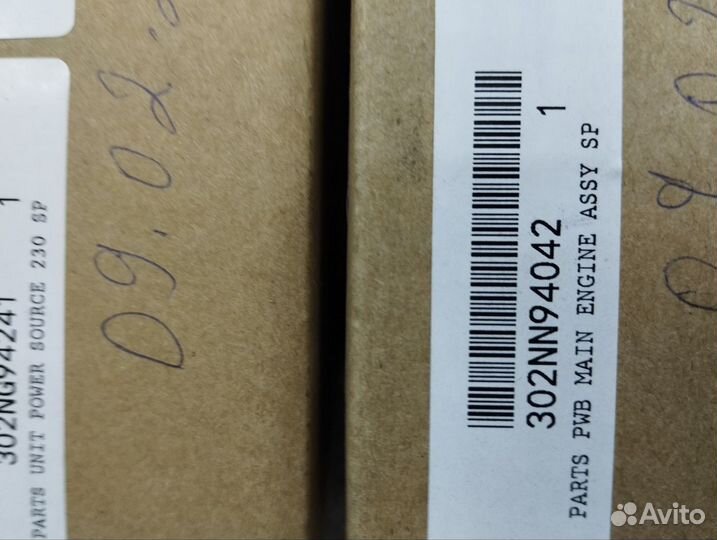 302NG94241 1
PARTS UNIT POWER SOURCE 230 SP
09.02.
302NN94042 1
PARTS PWB MAIN ENGINE ASSY SP
Avito